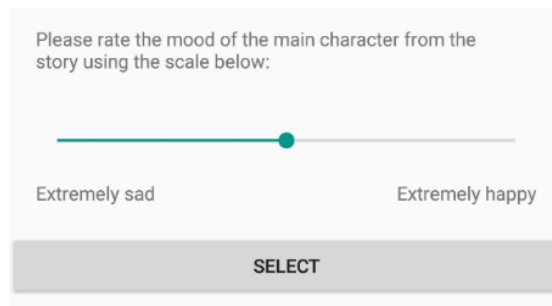 Please rate the mood of the main character from the
story using the scale below:
Extremely sad
Extremely happy
SELECT